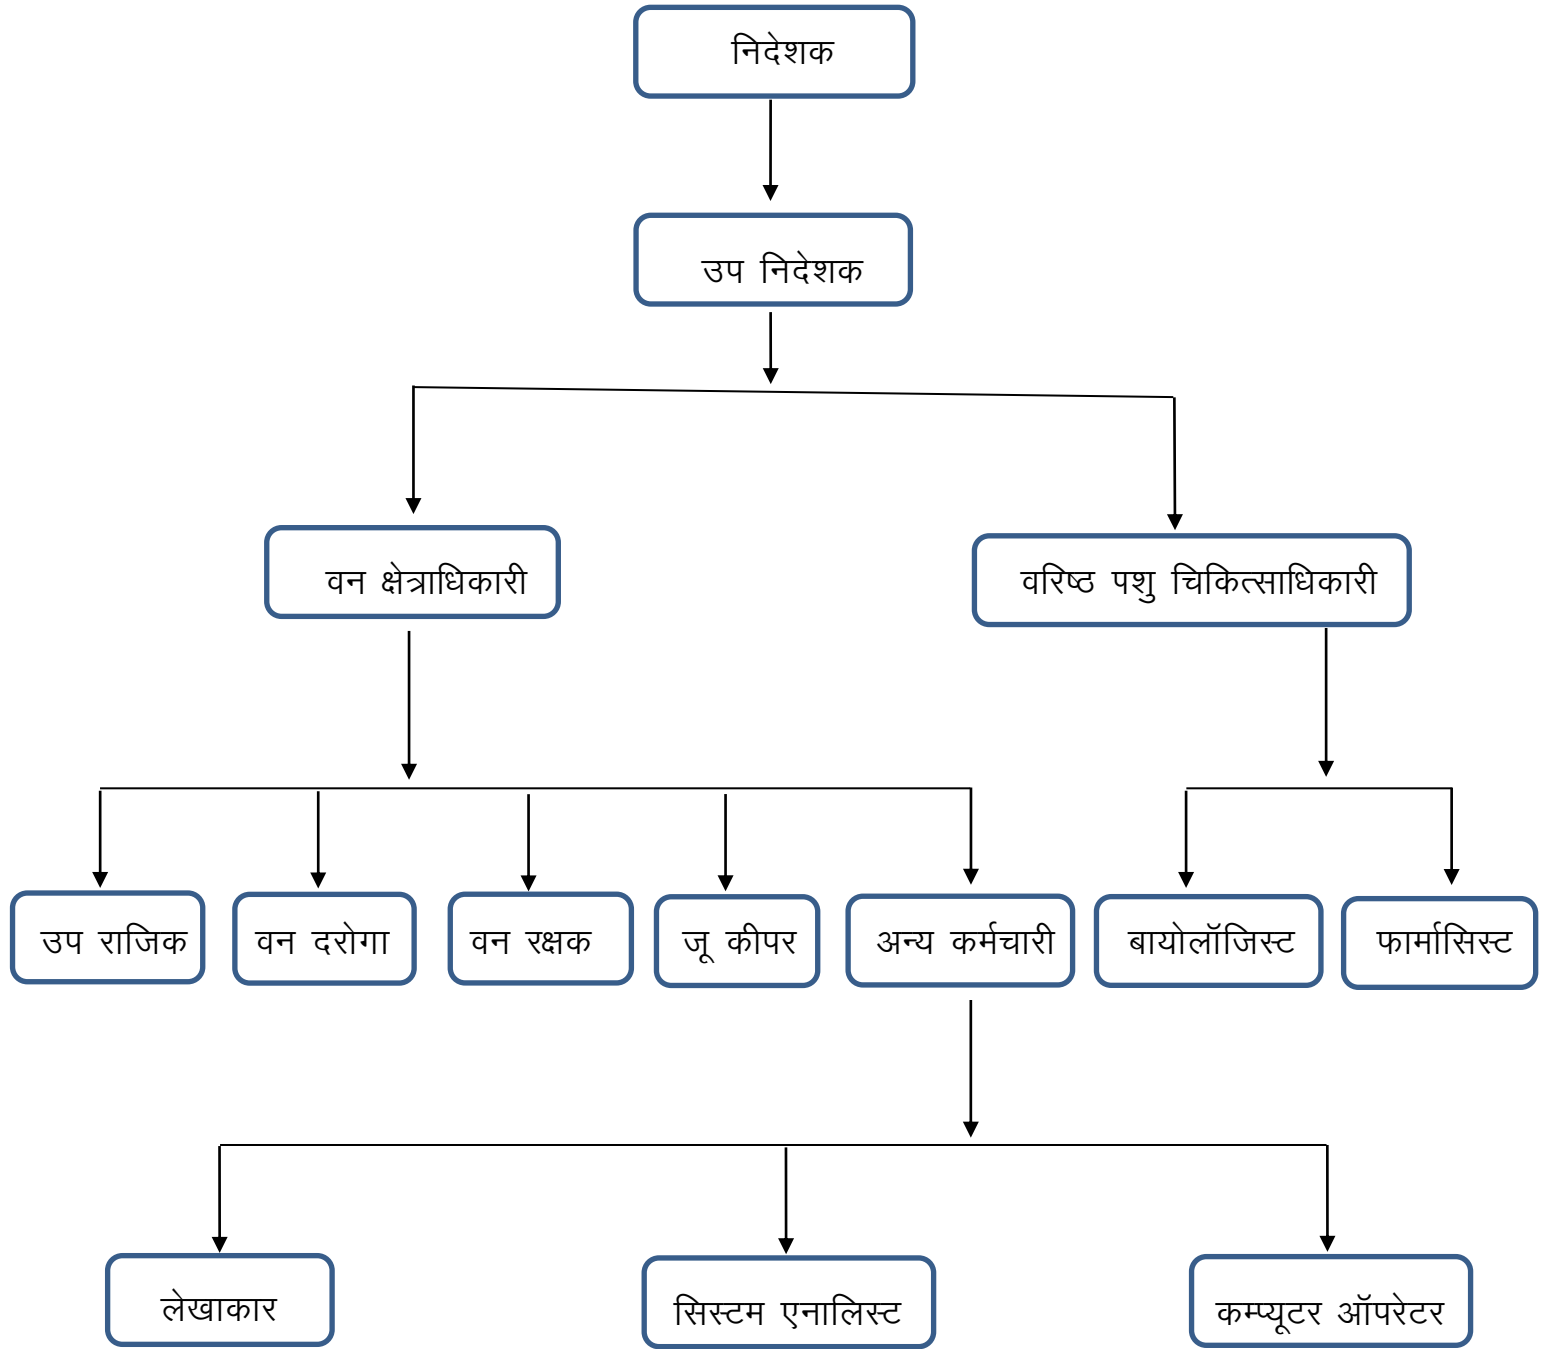 निदेशक
उप निदेशक
वन क्षेत्राधिकारी
वरिष्ठ पशु चिकित्साधिकारी
उप राजिक
वन दरोगा
वन रक्षक
जू कीपर
अन्य कर्मचारी
बायोलॉजिस्ट
फार्मासिस्ट
लेखाकार
सिस्टम एनालिस्ट
कम्प्यूटर ऑपरेटर